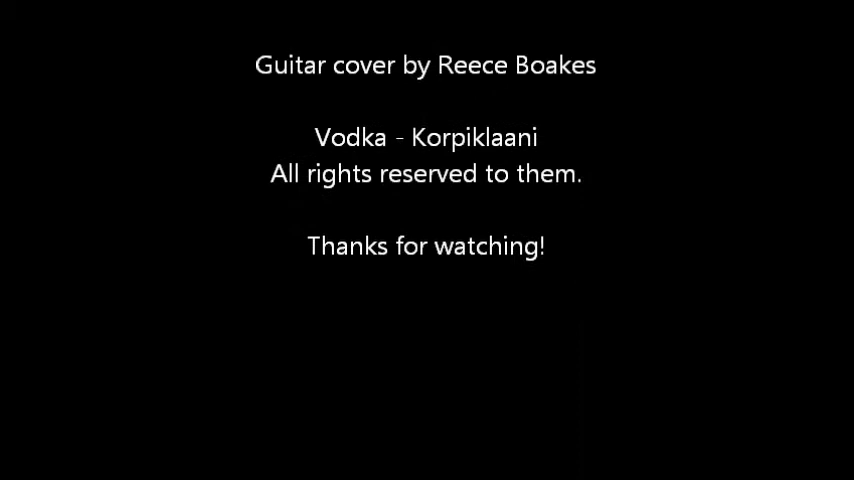 Guitar cover by Reece Boakes
Vodka - Korpiklaani
All rights reserved to them.
Thanks for watching!